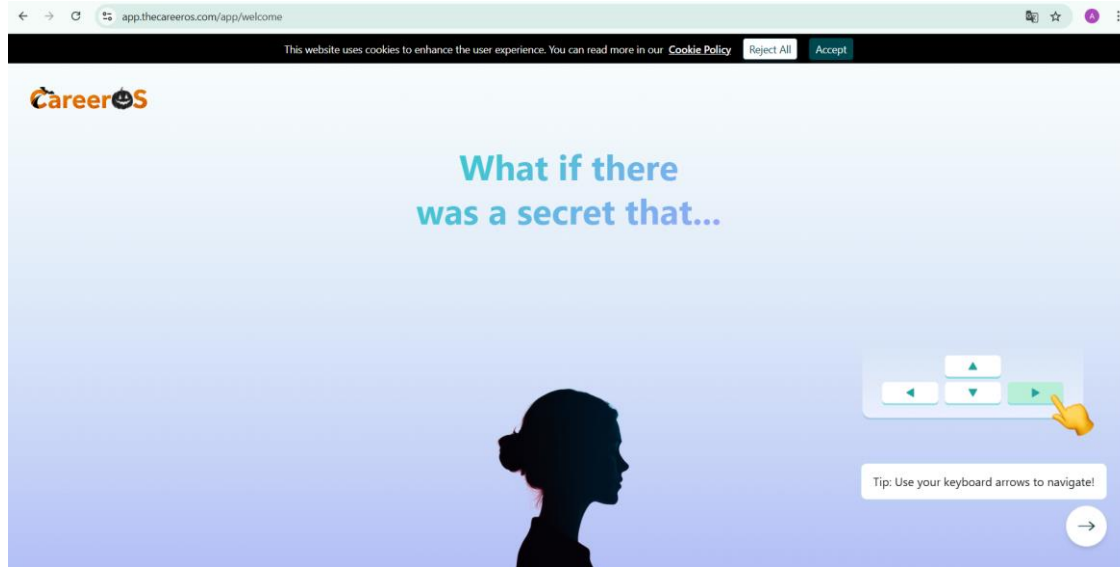 app.thecareeros.com/app/welcome
A
This website uses cookies to enhance the user experience. You can read more in our Cookie Policy
Reject All
Accept
CareerOS
What if there
was a secret that...
Tip: Use your keyboard arrows to navigate!